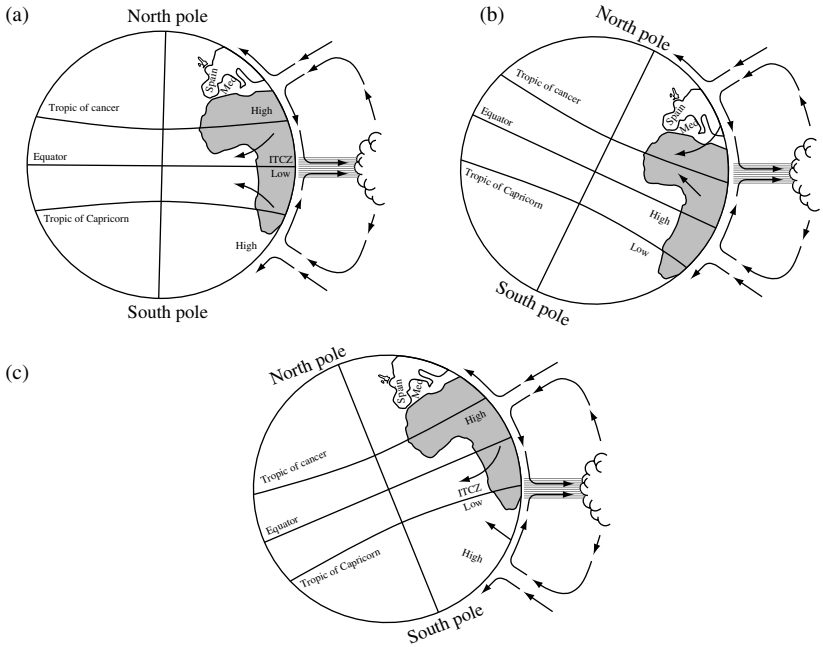 (a)
North pole
Spain
Med
Tropic of cancer
High
Equator
ITCZ
Low
Tropic of Capricorn
High
South pole
(b)
North pole
Spain
Med
Tropic of cancer
Equator
Tropic of Capricorn
High
Low
South pole
(c)
North pole
Spain
Med
High
Tropic of cancer
ITCZ
Low
Equator
Tropic of Capricorn
High
South pole